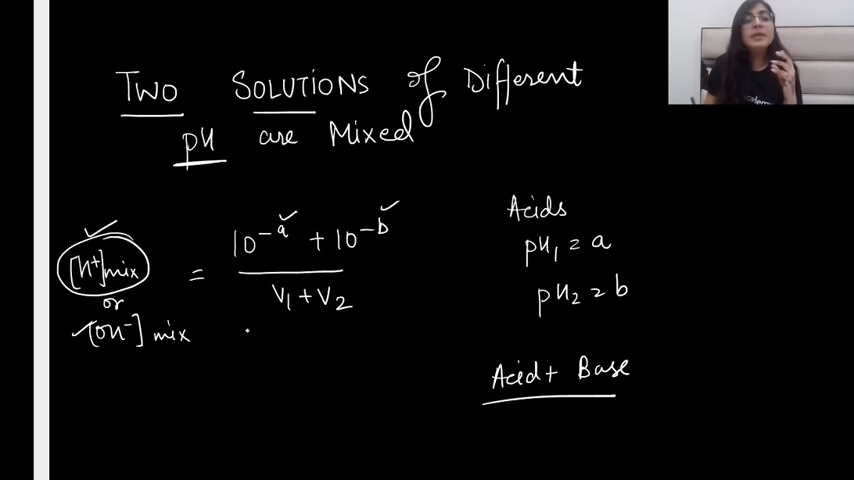 TWO SOLUTIONS of Different
pH are Mixed
[H+]mix = 10^-a + 10^-b / V1 + V2
or
[OH-] mix
Acids
pH1 = a
pH2 = b
Acid + Base